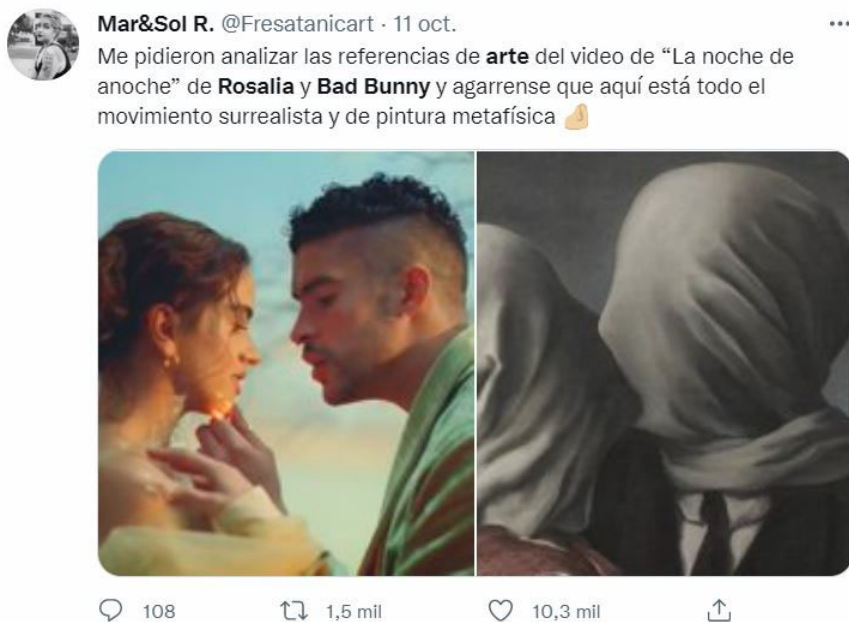 Mar&Sol R. @Fresatanicart · 11 oct.
Me pidieron analizar las referencias de arte del video de “La noche de
anoche” de Rosalia y Bad Bunny y agarrense que aquí está todo el
movimiento surrealista y de pintura metafísica 🤌🏻
108 1,5 mil 10,3 mil